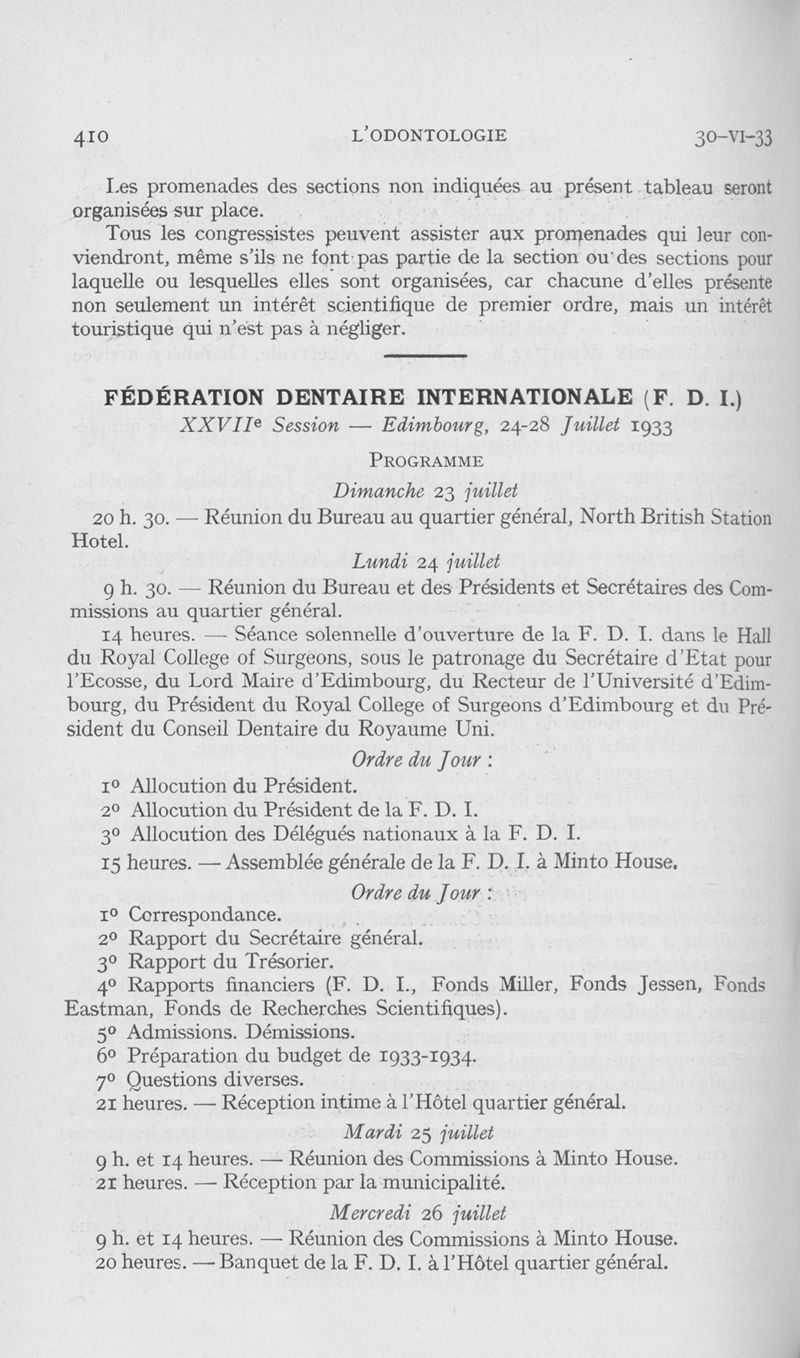 410 L'ODONTOLOGIE 30-VI-33
Les promenades des sections non indiquées au présent tableau seront
organisées sur place.
Tous les congressistes peuvent assister aux promenades qui leur con-
viendront, même s'ils ne font pas partie de la section ou des sections pour
laquelle ou lesquelles elles sont organisées, car chacune d'elles présente
non seulement un intérêt scientifique de premier ordre, mais un intérêt
touristique qui n'est pas à négliger.
FÉDÉRATION DENTAIRE INTERNATIONALE (F. D. I.)
XXVIIe Session — Edimbourg, 24-28 Juillet 1933
PROGRAMME
Dimanche 23 juillet
20 h. 30. — Réunion du Bureau au quartier général, North British Station
Hotel.
Lundi 24 juillet
9 h. 30. — Réunion du Bureau et des Présidents et Secrétaires des Com-
missions au quartier général.
14 heures. — Séance solennelle d'ouverture de la F. D. I. dans le Hall
du Royal College of Surgeons, sous le patronage du Secrétaire d'Etat pour
l'Ecosse, du Lord Maire d'Edimbourg, du Recteur de l'Université d'Edim-
bourg, du Président du Royal College of Surgeons d'Edimbourg et du Pré-
sident du Conseil Dentaire du Royaume Uni.
Ordre du Jour :
1º Allocution du Président.
2º Allocution du Président de la F. D. I.
3º Allocution des Délégués nationaux à la F. D. I.
15 heures. — Assemblée générale de la F. D. I. à Minto House.
Ordre du Jour :
1º Correspondance.
2º Rapport du Secrétaire général.
3º Rapport du Trésorier.
4º Rapports financiers (F. D. I., Fonds Miller, Fonds Jessen, Fonds
Eastman, Fonds de Recherches Scientifiques).
5º Admissions. Démissions.
6º Préparation du budget de 1933-1934.
7º Questions diverses.
21 heures. — Réception intime à l'Hôtel quartier général.
Mardi 25 juillet
9 h. et 14 heures. — Réunion des Commissions à Minto House.
21 heures. — Réception par la municipalité.
Mercredi 26 juillet
9 h. et 14 heures. — Réunion des Commissions à Minto House.
20 heures. — Banquet de la F. D. I. à l'Hôtel quartier général.